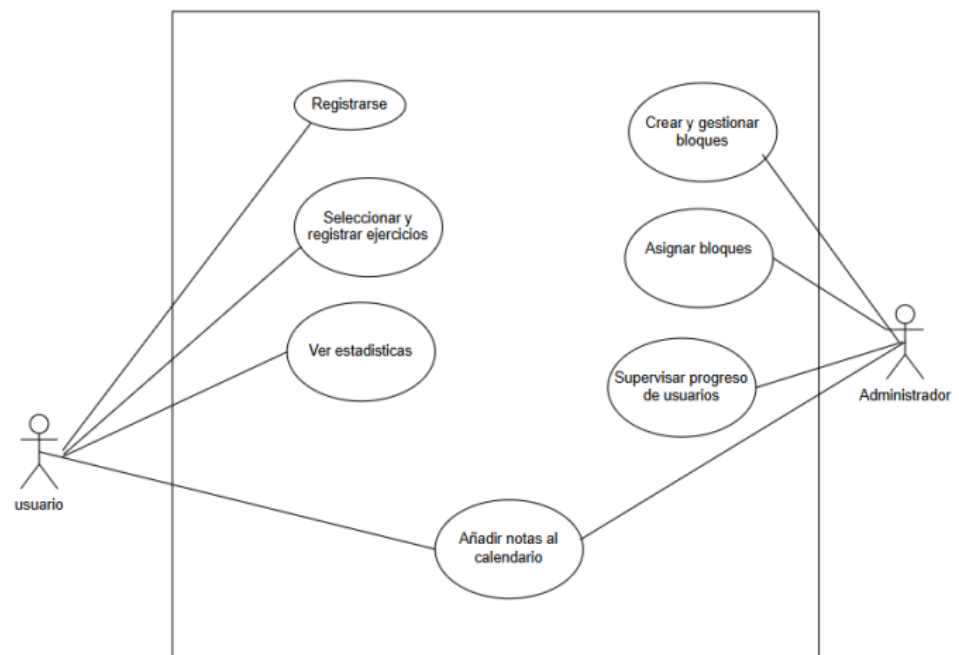 Registrarse
Crear y gestionar
bloques
Seleccionar y
registrar ejercicios
Asignar bloques
Ver estadisticas
Supervisar progreso
de usuarios
Administrador
usuario
Añadir notas al
calendario